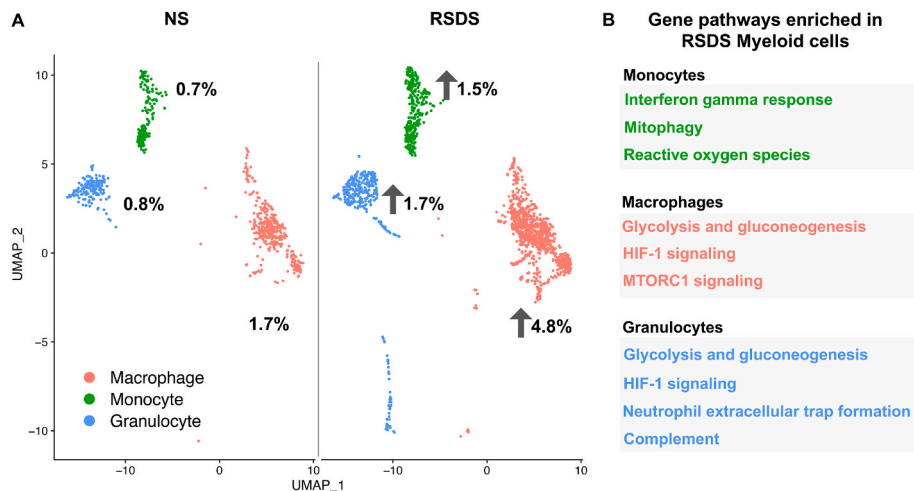 A
NS
RSDS
0.7%
1.5%
0.8%
1.7%
1.7%
4.8%
Macrophage
Monocyte
Granulocyte
10
5
0
−5
−10
UMAP_2
−10
0
10
−10
0
10
UMAP_1
B
Gene pathways enriched in
RSDS Myeloid cells
Monocytes
Interferon gamma response
Mitophagy
Reactive oxygen species
Macrophages
Glycolysis and gluconeogenesis
HIF-1 signaling
MTORC1 signaling
Granulocytes
Glycolysis and gluconeogenesis
HIF-1 signaling
Neutrophil extracellular trap formation
Complement